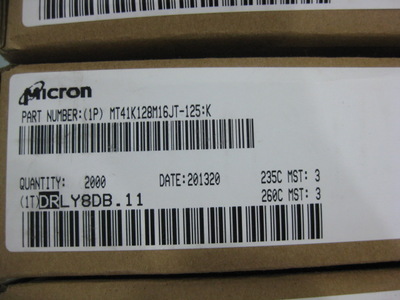 Micron
PART NUMBER:(1P) MT41K128M16JT-125:K
QUANTITY: 2000 DATE:201320 235C MST: 3
260C MST: 3
(1T)DRLY8DB.11